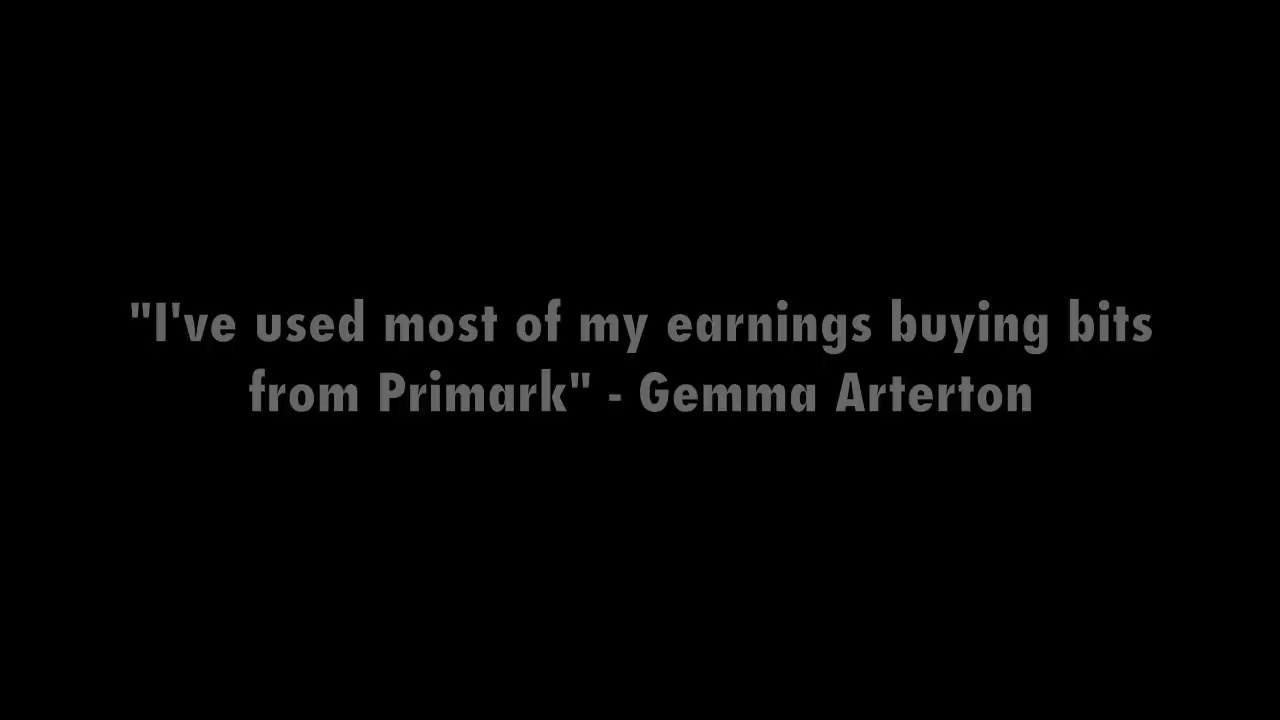 "I've used most of my earnings buying bits
from Primark" - Gemma Arterton